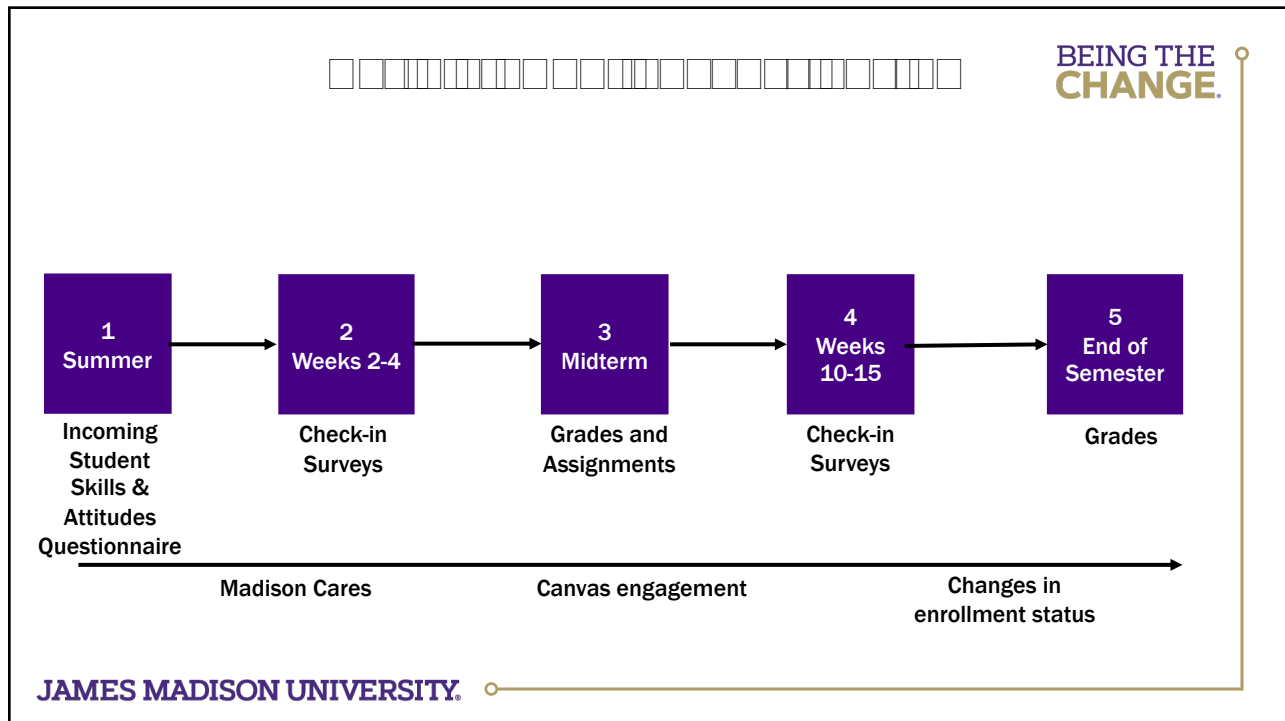 BEING THE
CHANGE.
1
Summer
2
Weeks 2-4
3
Midterm
4
Weeks
10-15
5
End of
Semester
Incoming
Student
Skills &
Attitudes
Questionnaire
Check-in
Surveys
Grades and
Assignments
Check-in
Surveys
Grades
Madison Cares
Canvas engagement
Changes in
enrollment status
JAMES MADISON UNIVERSITY.